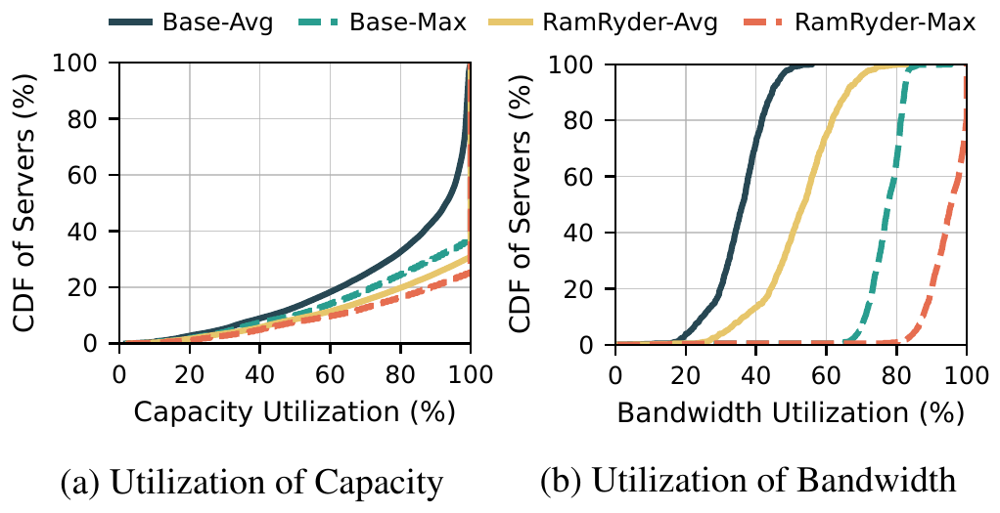 Base-Avg Base-Max RamRyder-Avg RamRyder-Max
CDF of Servers (%)
100
80
60
40
20
0
0 20 40 60 80 100
Capacity Utilization (%)
(a) Utilization of Capacity
CDF of Servers (%)
100
80
60
40
20
0
0 20 40 60 80 100
Bandwidth Utilization (%)
(b) Utilization of Bandwidth